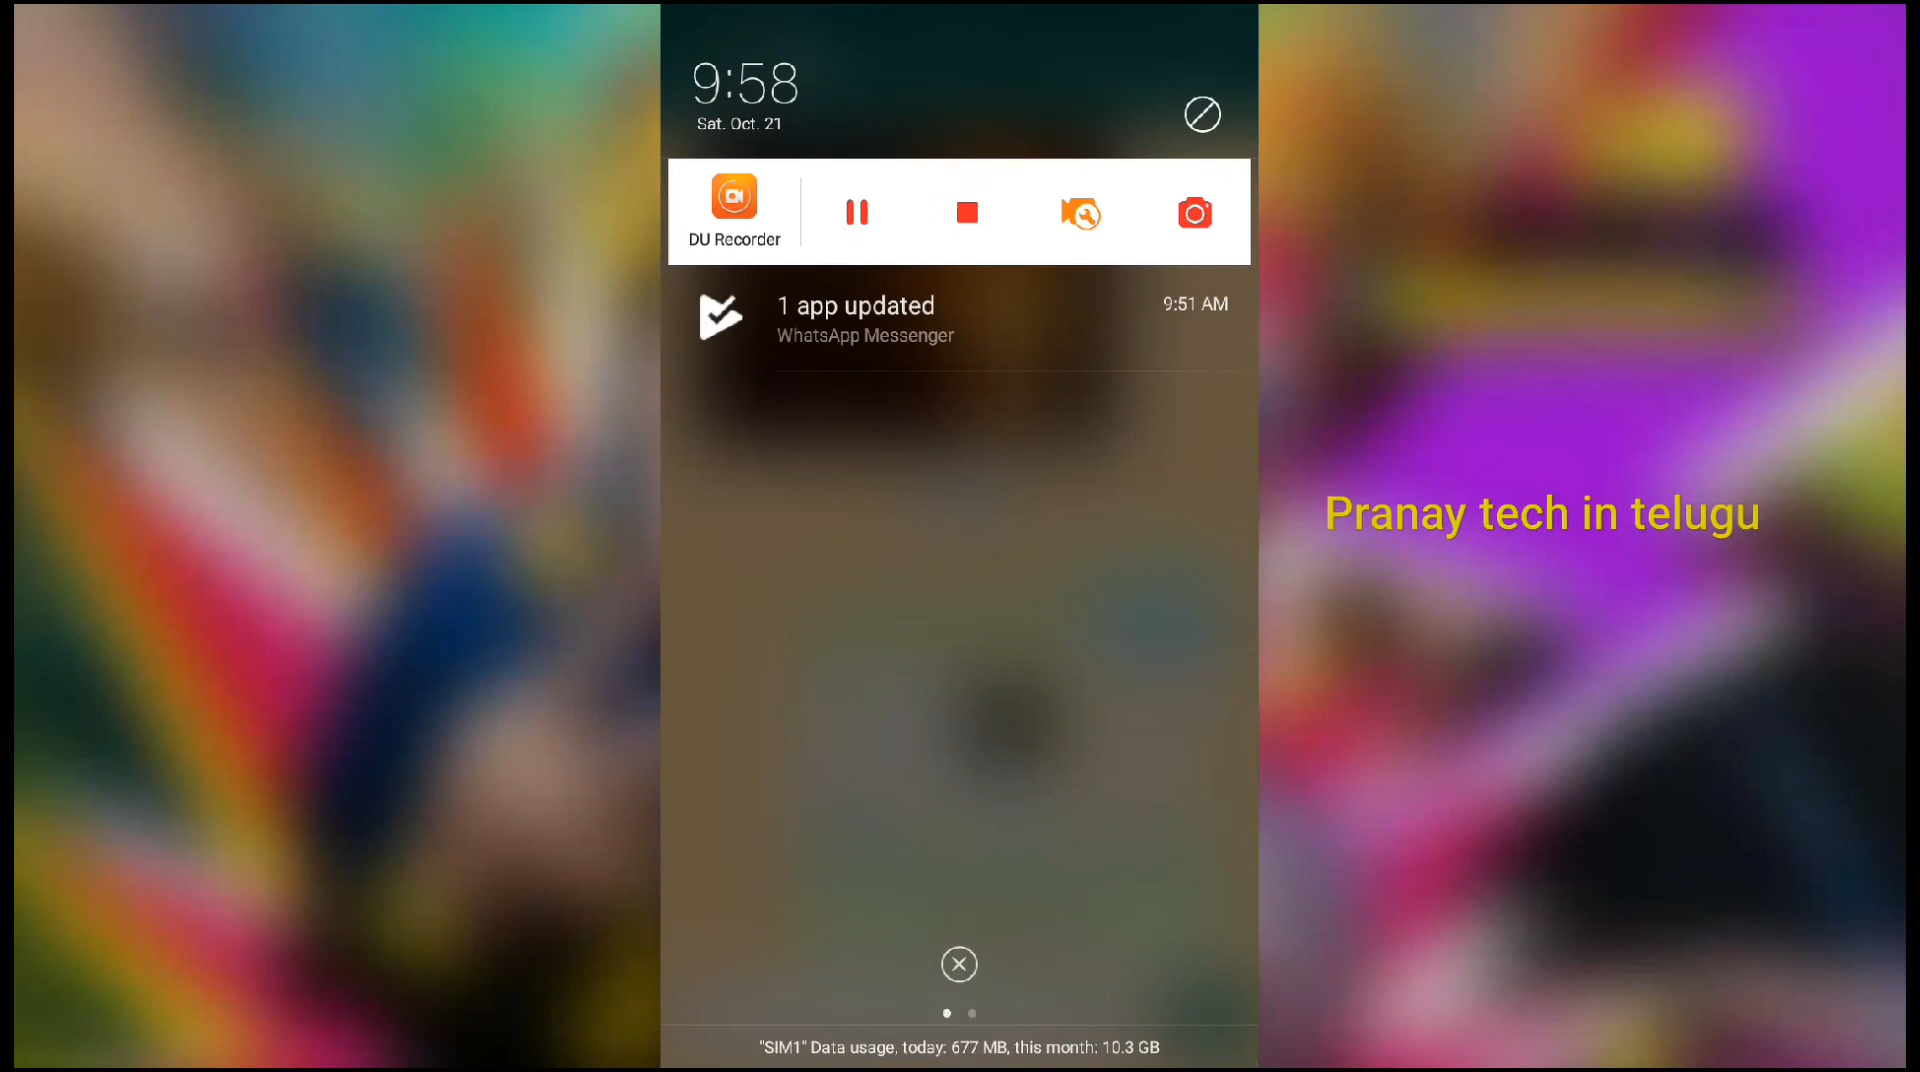 9:58
Sat. Oct. 21
DU Recorder
1 app updated
9:51 AM
WhatsApp Messenger
Pranay tech in telugu
"SIM1" Data usage, today: 677 MB, this month: 10.3 GB